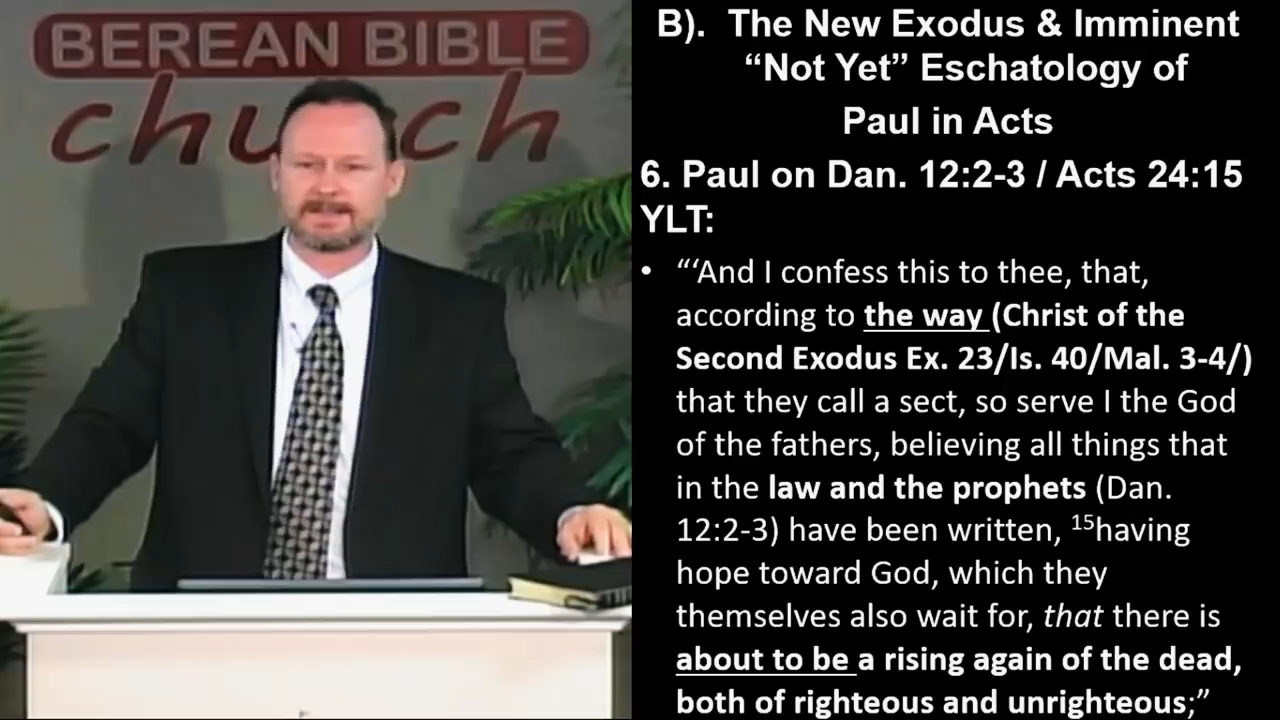 BEREAN BIBLE
church
B). The New Exodus & Imminent
“Not Yet” Eschatology of
Paul in Acts
6. Paul on Dan. 12:2-3 / Acts 24:15
YLT:
• “‘And I confess this to thee, that,
according to the way (Christ of the
Second Exodus Ex. 23/Is. 40/Mal. 3-4/)
that they call a sect, so serve I the God
of the fathers, believing all things that
in the law and the prophets (Dan.
12:2-3) have been written, 15having
hope toward God, which they
themselves also wait for, that there is
about to be a rising again of the dead,
both of righteous and unrighteous;”